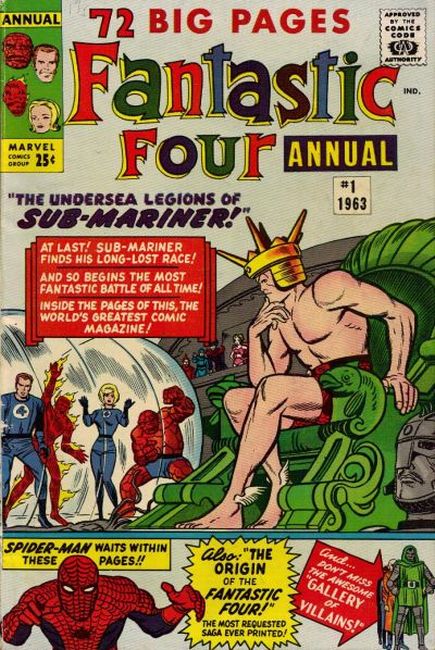 ANNUAL
72 BIG PAGES
APPROVED
BY THE
COMICS
CODE
CA
AUTHORITY
Fantastic
IND.
Four ANNUAL
MARVEL
COMICS
GROUP 25¢
#1
1963
"THE UNDERSEA LEGIONS OF
SUB-MARINER!"
AT LAST! SUB-MARINER
FINDS HIS LONG-LOST RACE!
AND SO BEGINS THE MOST
FANTASTIC BATTLE OF ALL TIME!
INSIDE THE PAGES OF THIS, THE
WORLD'S GREATEST COMIC
MAGAZINE!
4
SPIDER-MAN WAITS WITHIN
THESE PAGES!!
Also: "THE
ORIGIN
OF THE
FANTASTIC
FOUR!"
THE MOST REQUESTED
SAGA EVER PRINTED!
And...
DON'T MISS
THE AWESOME
"GALLERY
OF
VILLAINS!"